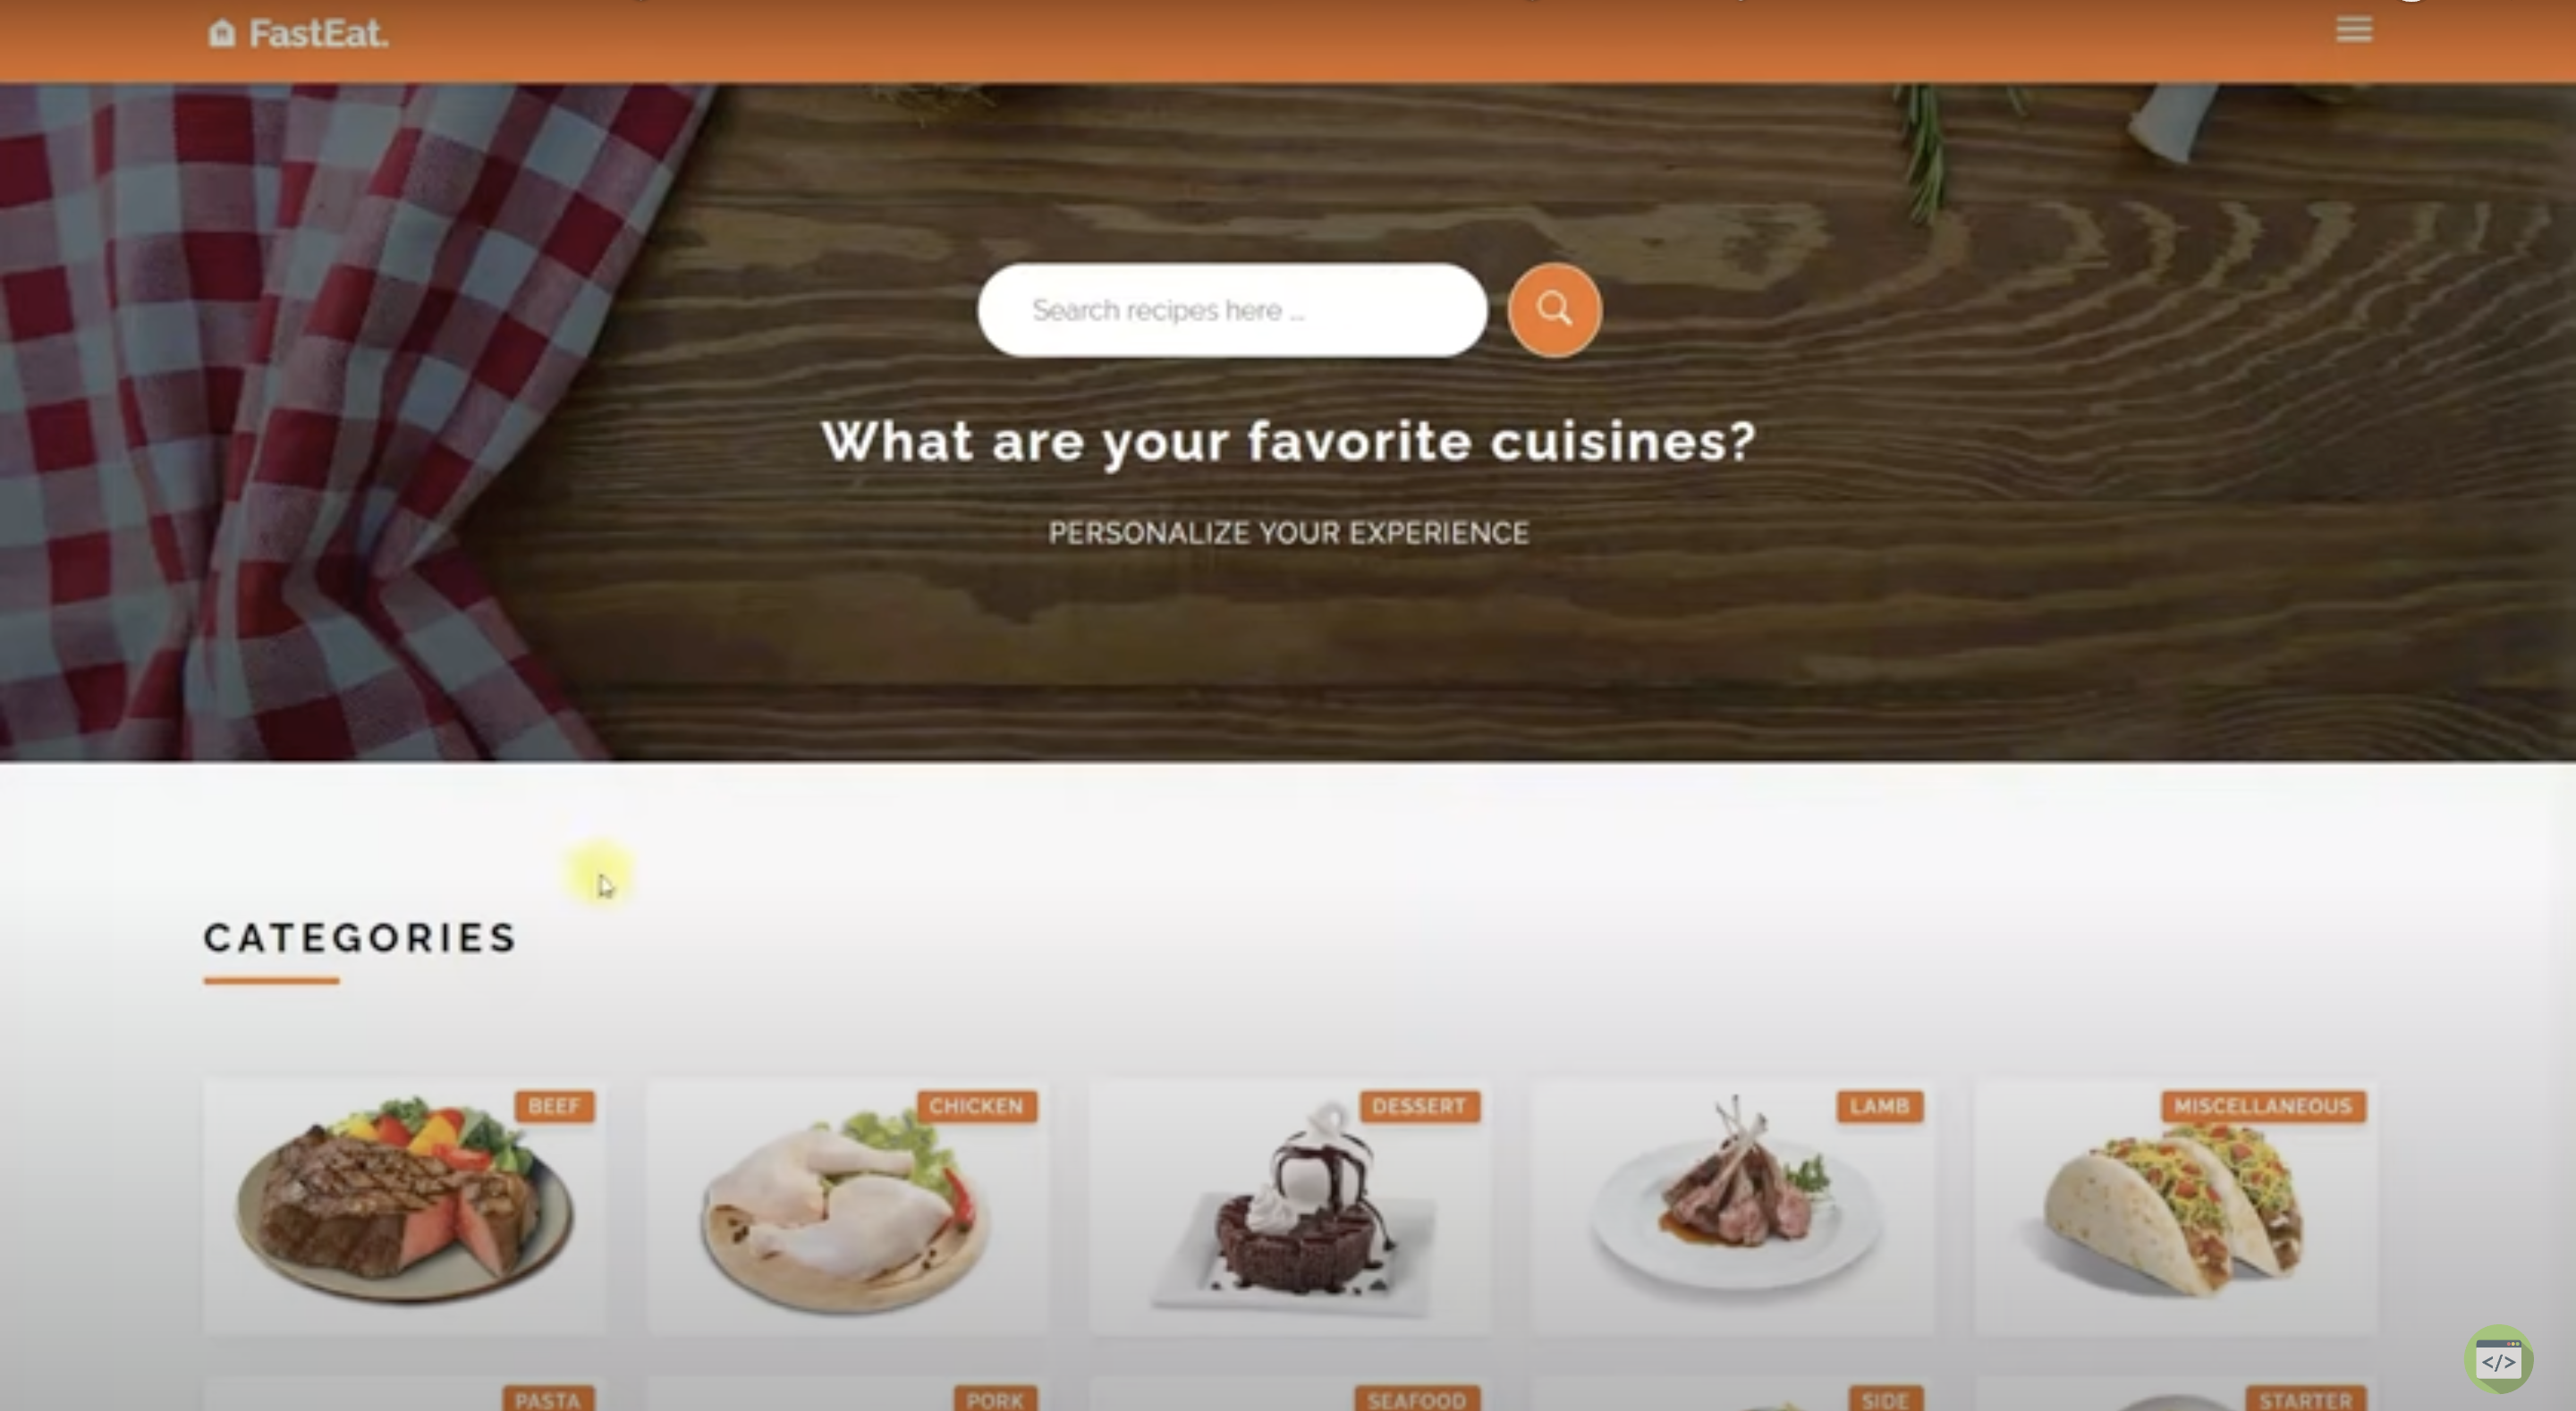 FastEat.
Search recipes here ...
What are your favorite cuisines?
PERSONALIZE YOUR EXPERIENCE
CATEGORIES
BEEF
CHICKEN
DESSERT
LAMB
MISCELLANEOUS
PASTA
PORK
SEAFOOD
SIDE
STARTER